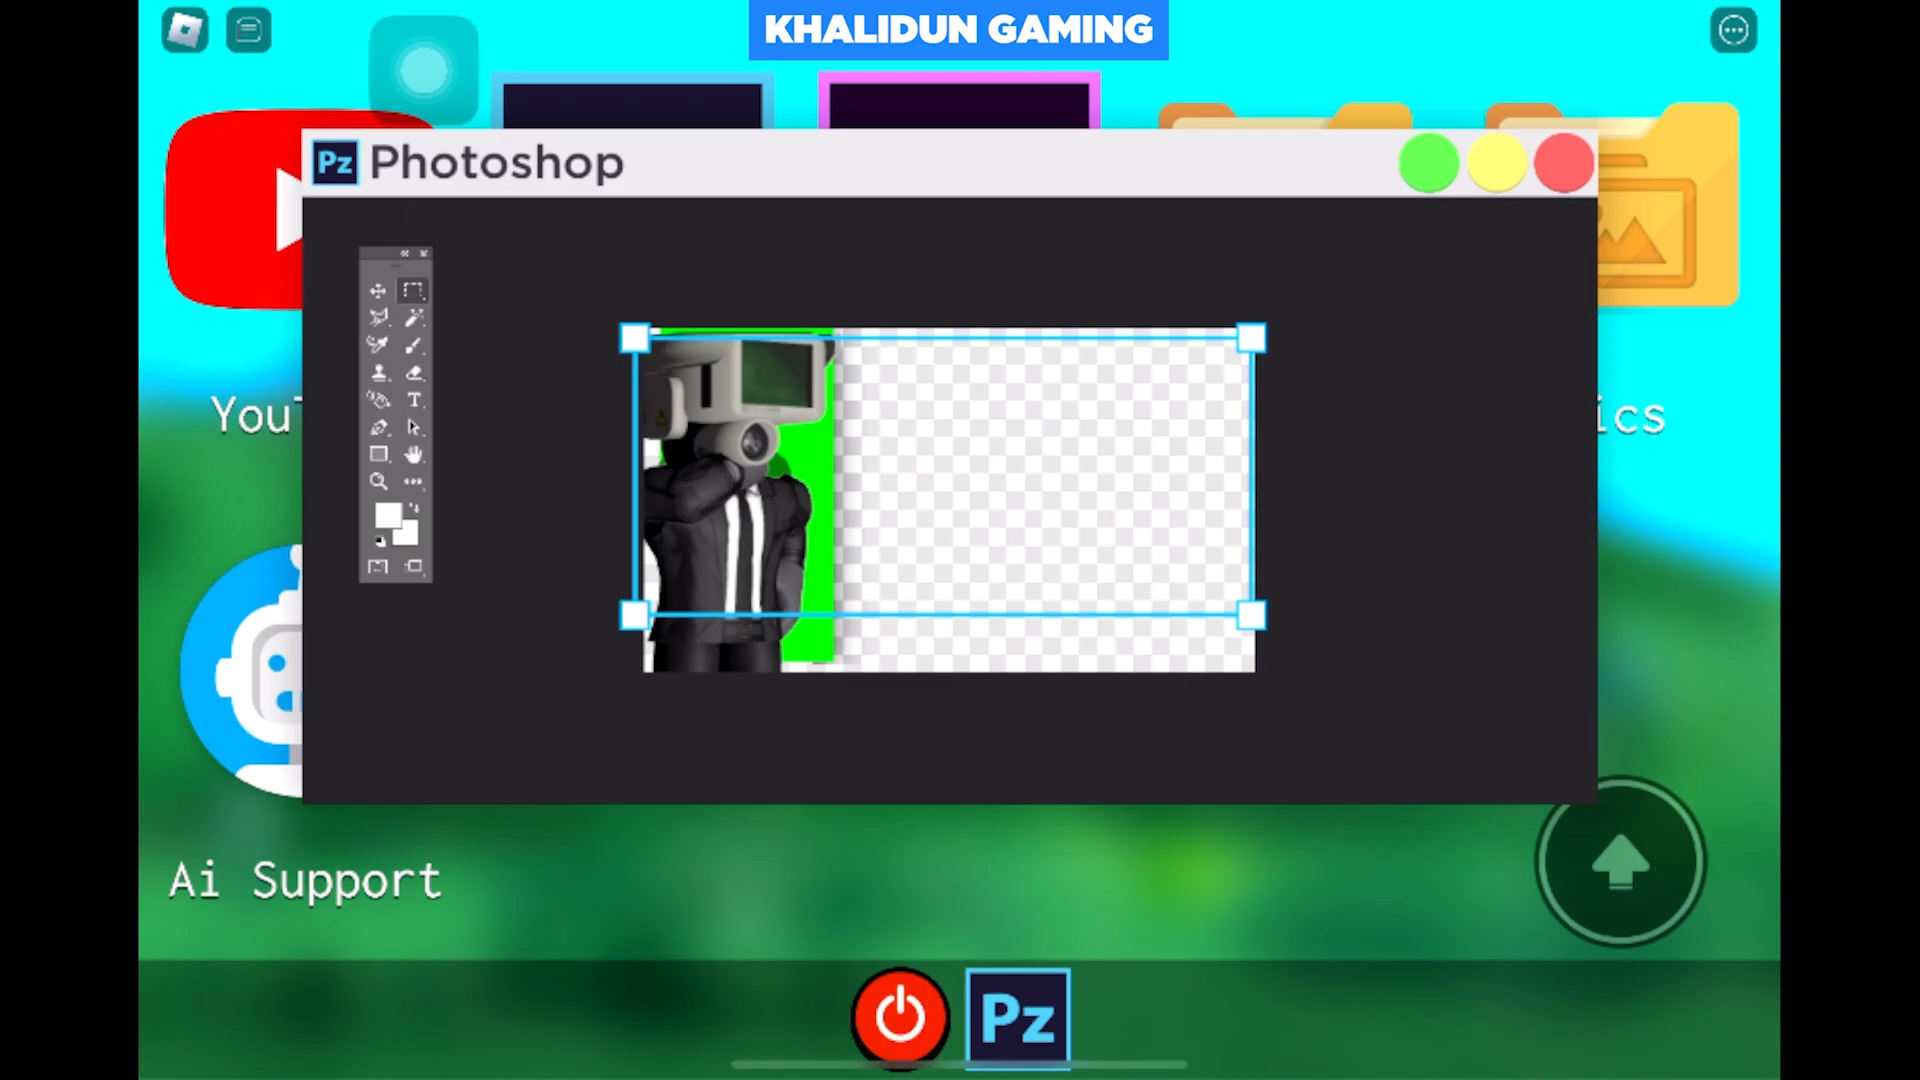 KHALIDUN GAMING
Pz Photoshop
You
ics
Ai Support
Pz